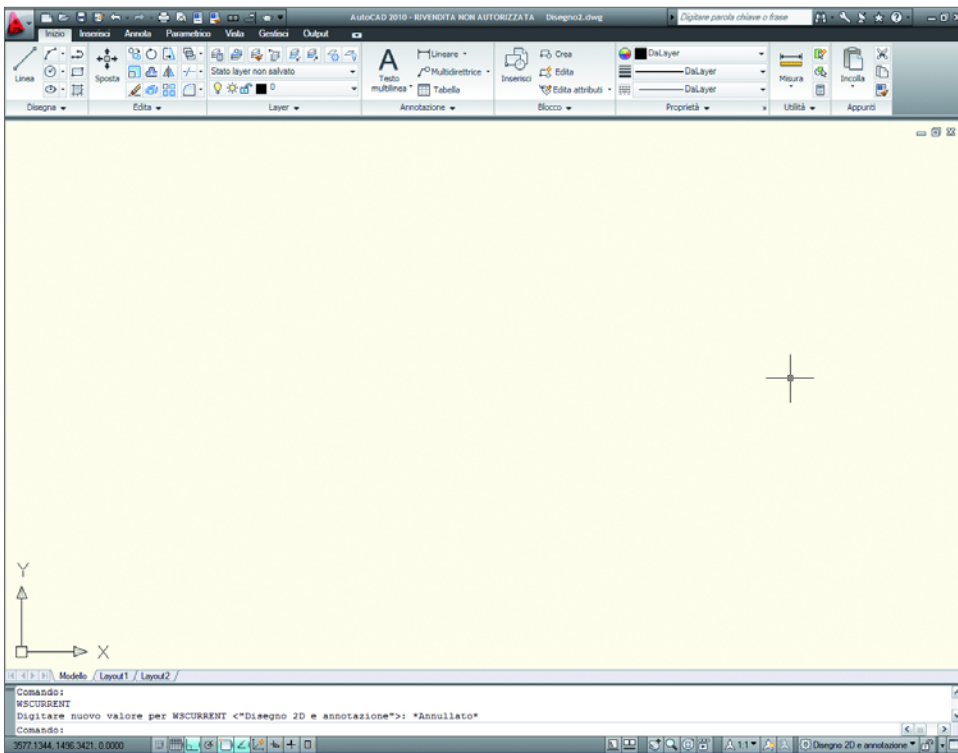 AutoCAD 2010 - RIVENDITA NON AUTORIZZATA Disegno2.dwg
Digitare parola chiave o frase
Inizio Inserisci Annota Parametrico Vista Gestisci Output
Linea
Sposta
Stato layer non salvato
0
Testo multilinea
Lineare
Multidirettrice
Tabella
Inserisci
Crea
Edita
Edita attributi
DaLayer
DaLayer
DaLayer
Misura
Incolla
Disegna Edita Layer Annotazione Blocco Proprietà Utilità Appunti
Y
X
Modello Layout1 Layout2
Comando:
WSCURRENT
Digitare nuovo valore per WSCURRENT <"Disegno 2D e annotazione">: *Annullato*
Comando:
3577.1344, 1496.3421, 0.0000
1:1
Disegno 2D e annotazione